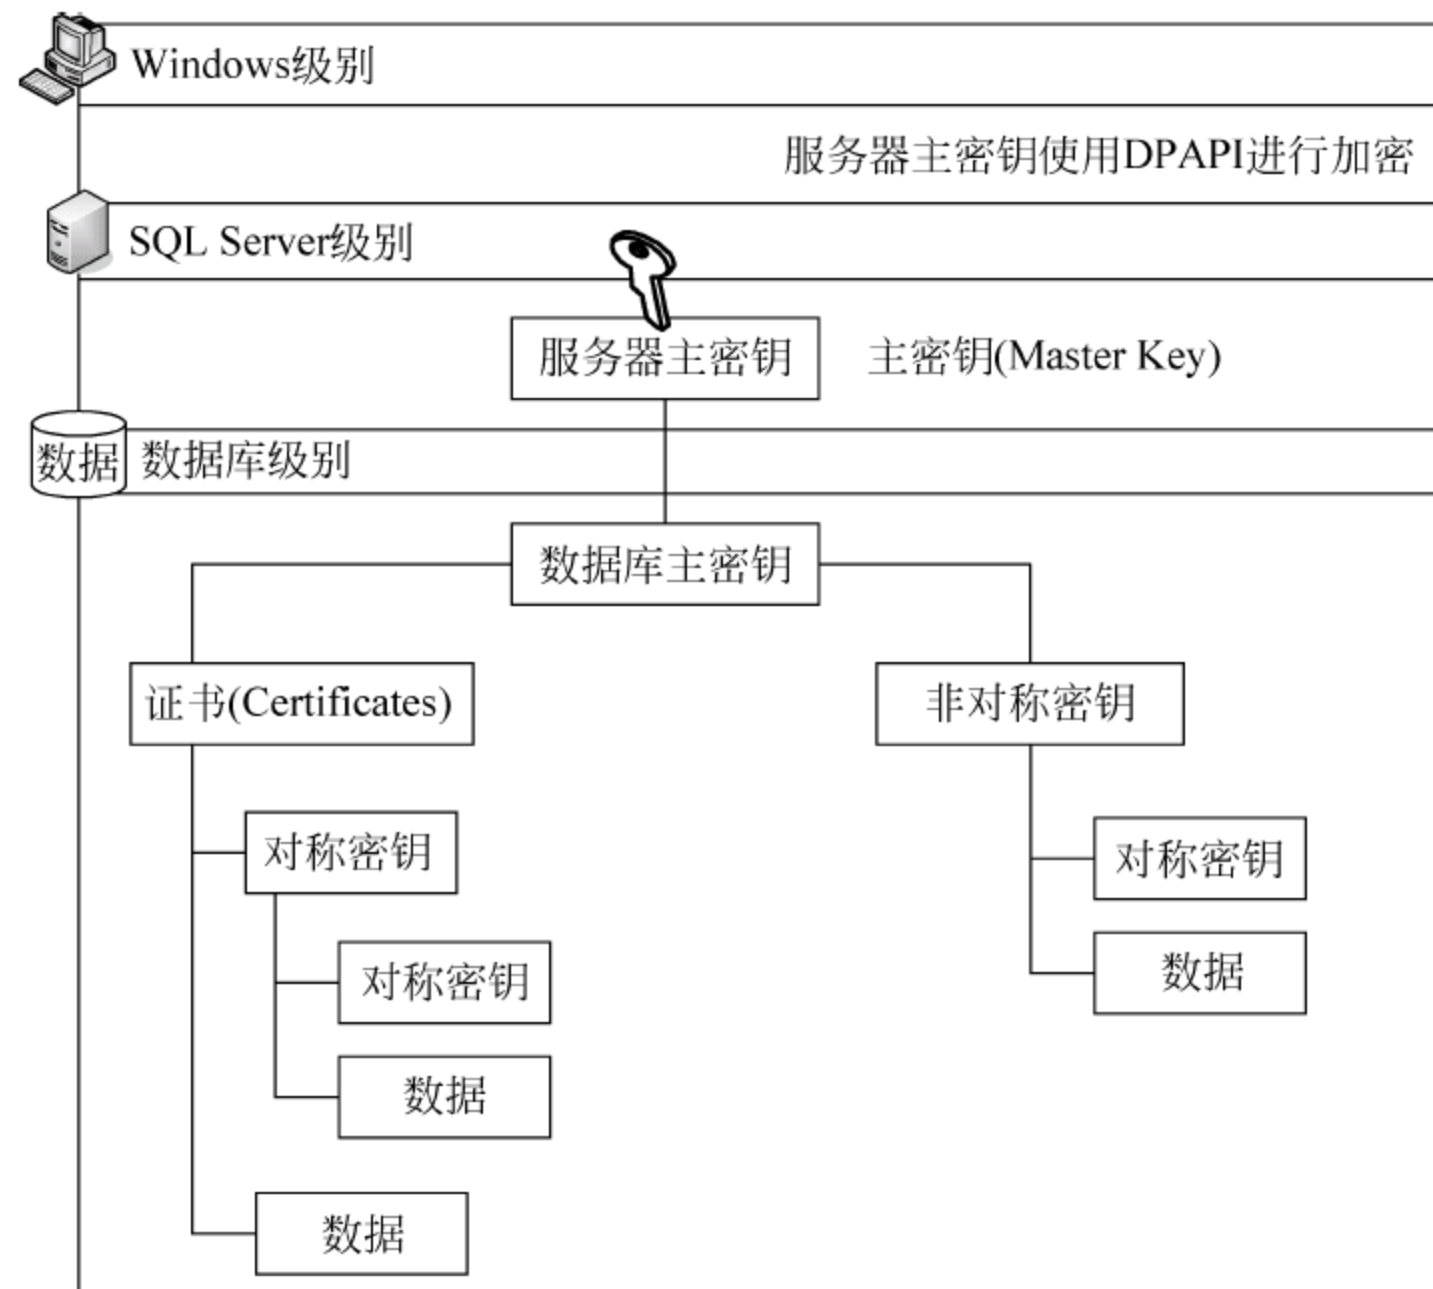 Windows级别
服务器主密钥使用DPAPI进行加密
SQL Server级别
服务器主密钥
主密钥(Master Key)
数据
数据库级别
数据库主密钥
证书(Certificates)
非对称密钥
对称密钥
对称密钥
对称密钥
数据
数据
数据